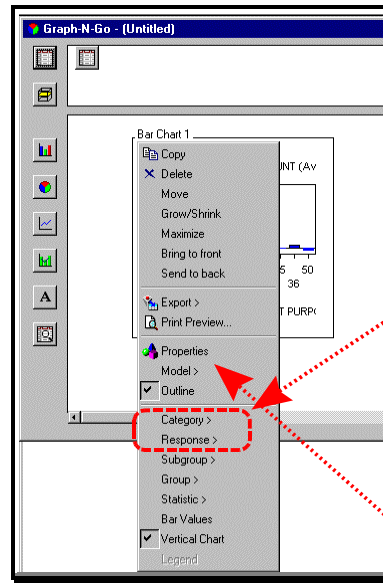 Graph-N-Go - (Untitled)
Bar Chart 1
Copy
Delete
Move
Grow/Shrink
Maximize
Bring to front
Send to back
Export >
Print Preview...
Properties
Model >
Outline
Category >
Response >
Subgroup >
Group >
Statistic >
Bar Values
Vertical Chart
Legend
JNT (Av
5 50
36
T PURP
A